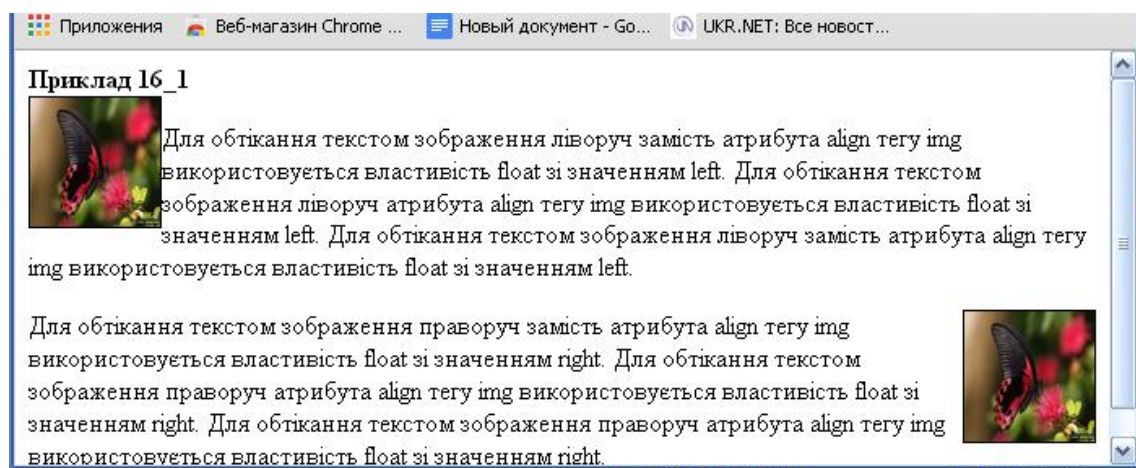 Приложения Веб-магазин Chrome ... Новый документ - Go... UKR.NET: Все новост...
Приклад 16_1
Для обтікання текстом зображення ліворуч замість атрибута align тегу img
використовується властивість float зі значенням left. Для обтікання текстом
зображення ліворуч атрибута align тегу img використовується властивість float зі
значенням left. Для обтікання текстом зображення ліворуч замість атрибута align тегу
img використовується властивість float зі значенням left.
Для обтікання текстом зображення праворуч замість атрибута align тегу img
використовується властивість float зі значенням right. Для обтікання текстом
зображення праворуч атрибута align тегу img використовується властивість float зі
значенням right. Для обтікання текстом зображення праворуч атрибута align тегу img
використовується властивість float зі значенням right.